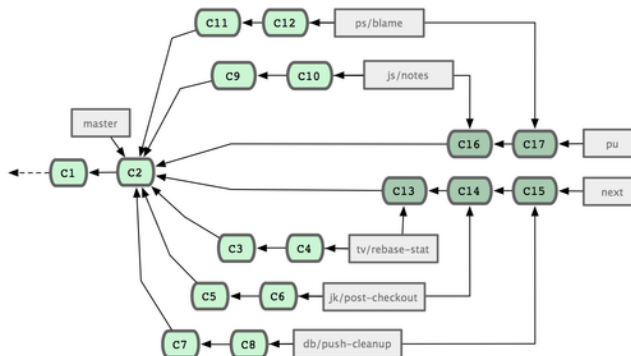 C11 C12 ps/blame
C9 C10 js/notes
master
C16 C17 pu
C1 C2
C13 C14 C15 next
C3 C4 tv/rebase-stat
C5 C6 jk/post-checkout
C7 C8 db/push-cleanup